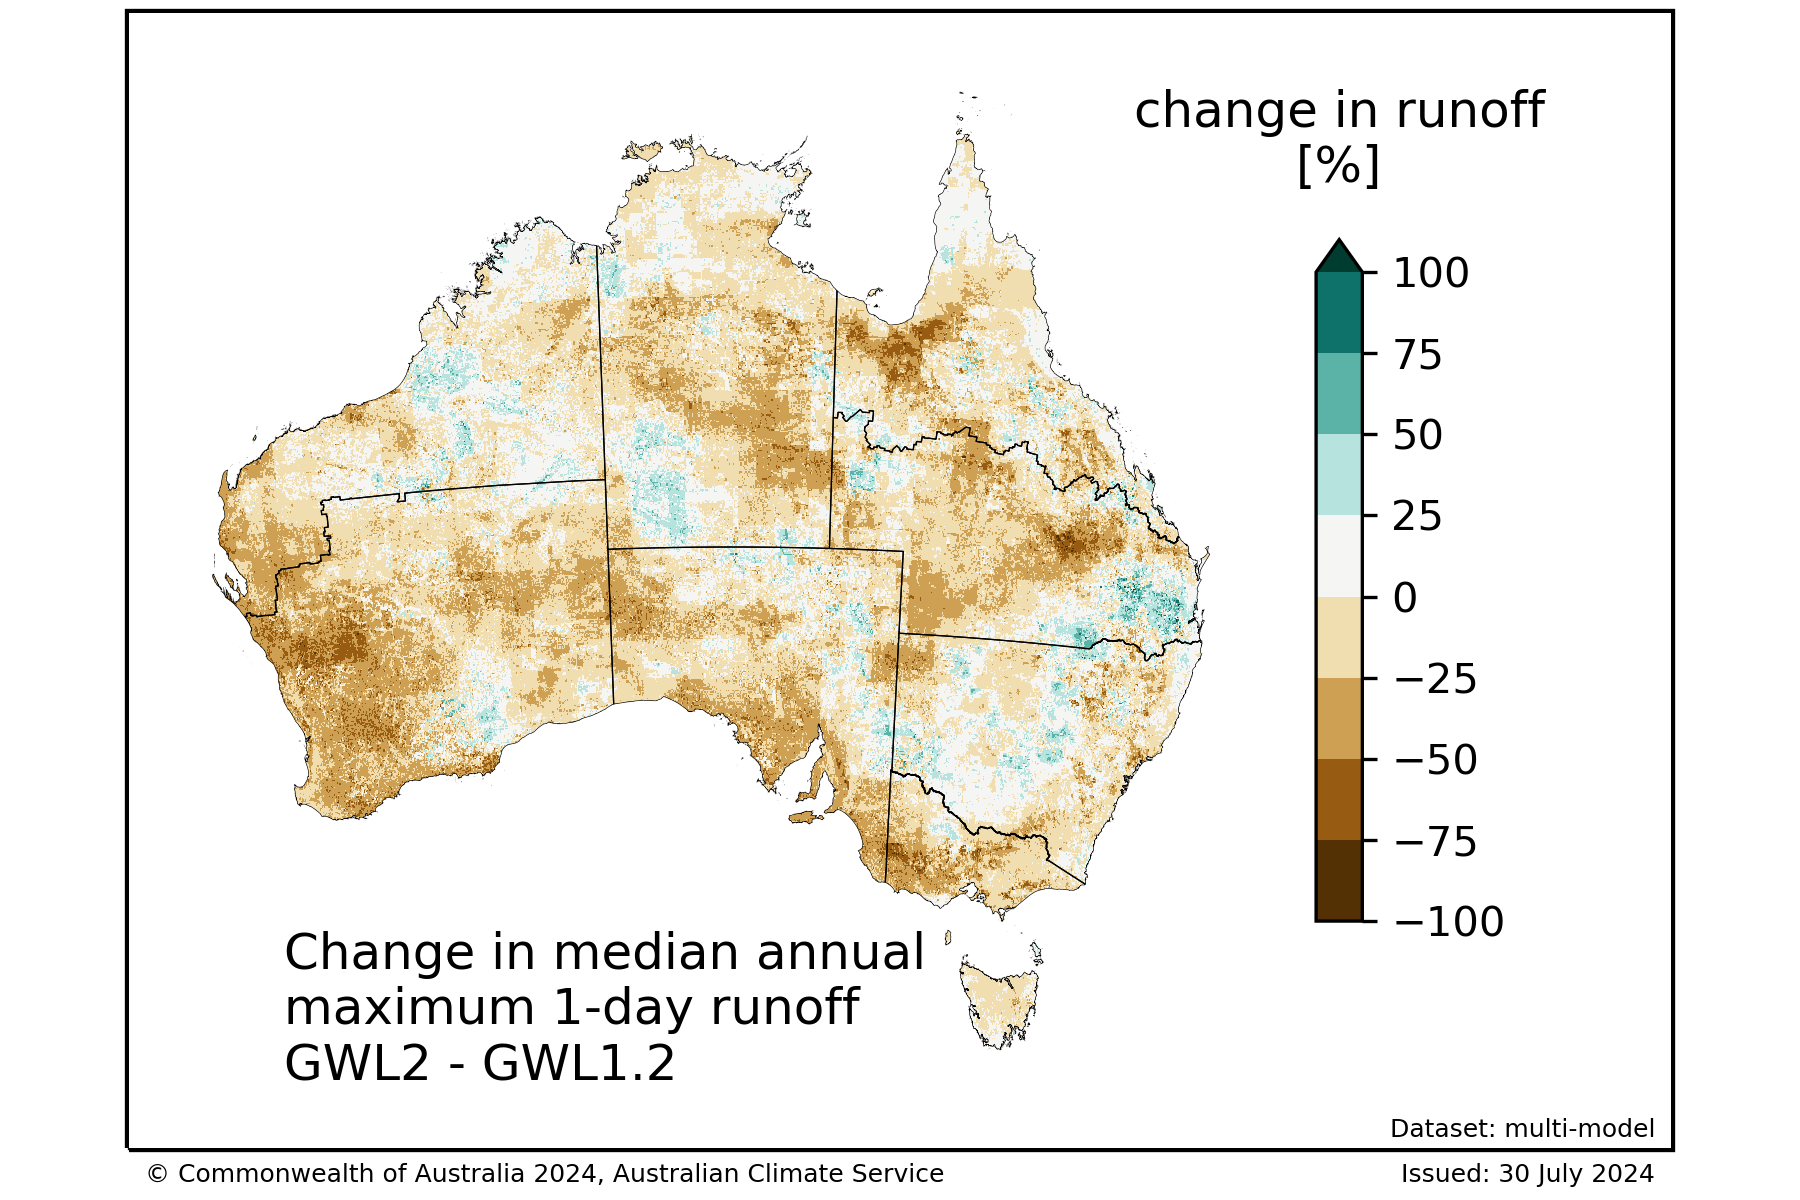 change in runoff
[%]
100
75
50
25
0
−25
−50
−75
−100
Change in median annual
maximum 1-day runoff
GWL2 - GWL1.2
Dataset: multi-model
© Commonwealth of Australia 2024, Australian Climate Service
Issued: 30 July 2024